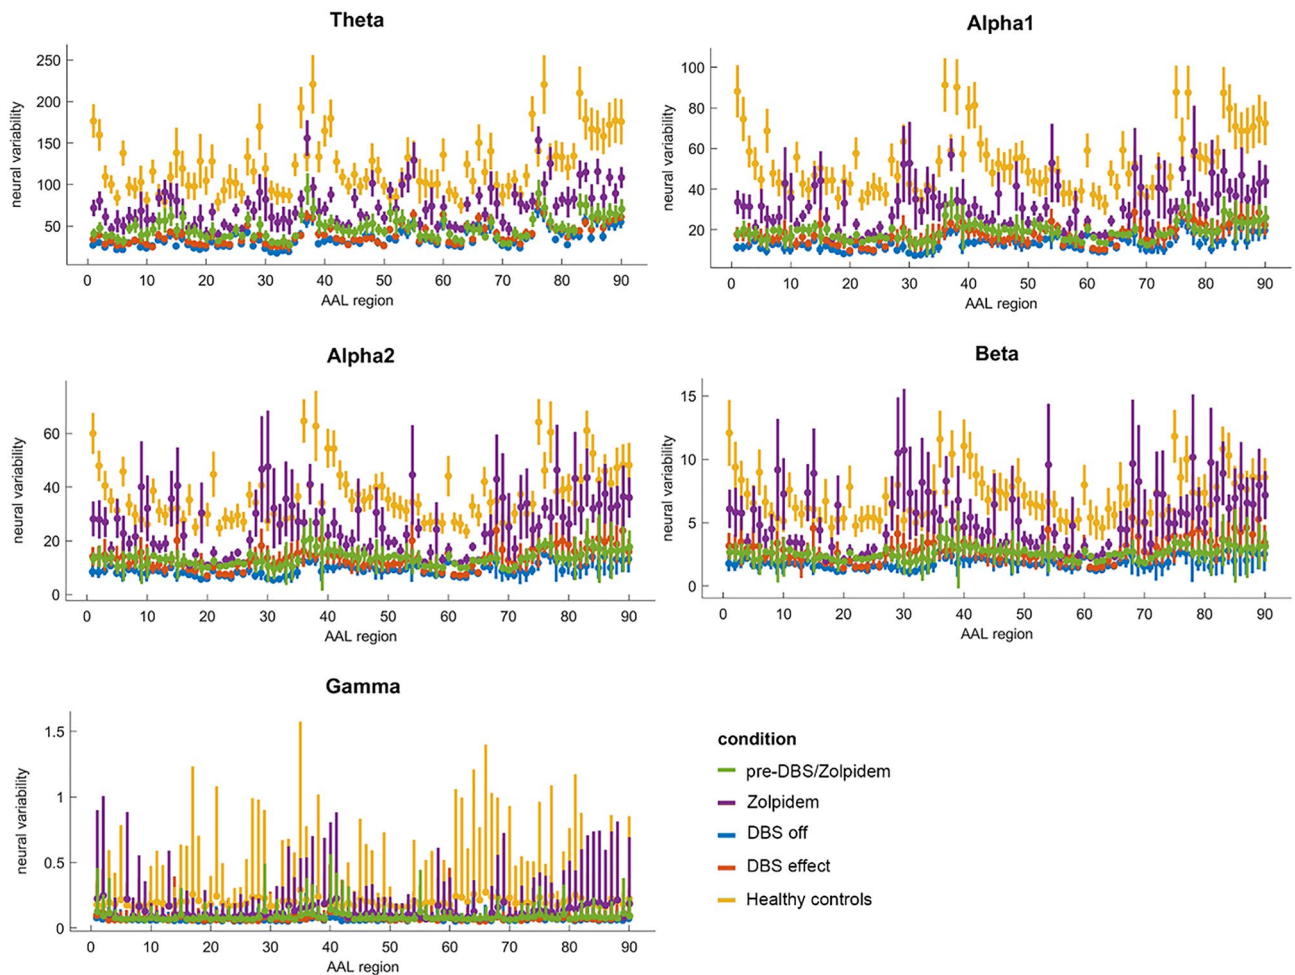 Theta
neural variability
250
200
150
100
50
0 10 20 30 40 50 60 70 80 90
AAL region
Alpha1
neural variability
100
80
60
40
20
0 10 20 30 40 50 60 70 80 90
AAL region
Alpha2
neural variability
60
40
20
0
0 10 20 30 40 50 60 70 80 90
AAL region
Beta
neural variability
15
10
5
0
0 10 20 30 40 50 60 70 80 90
AAL region
Gamma
neural variability
1.5
1
0.5
0
0 10 20 30 40 50 60 70 80 90
AAL region
condition
pre-DBS/Zolpidem
Zolpidem
DBS off
DBS effect
Healthy controls